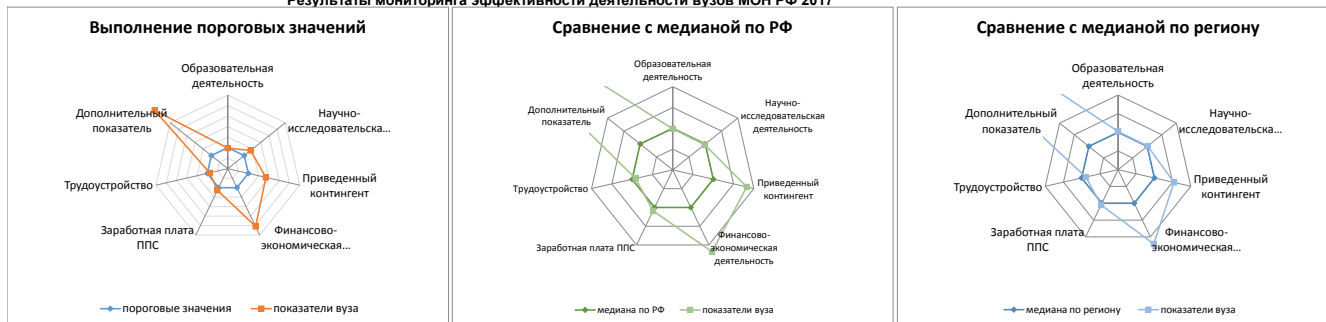 Результаты мониторинга эффективности деятельности вузов МОН РФ 2017
Выполнение пороговых значений
Образовательная
деятельность
Научно-
исследовательска...
Приведенный
контингент
Финансово-
экономическая...
Заработная плата
ППС
Трудоустройство
Дополнительный
показатель
пороговые значения
показатели вуза
Сравнение с медианой по РФ
Образовательная
деятельность
Научно-
исследовательская
деятельность
Приведенный
контингент
Финансово-
экономическая
деятельность
Заработная плата ППС
Трудоустройство
Дополнительный
показатель
медиана по РФ
показатели вуза
Сравнение с медианой по региону
Образовательная
деятельность
Научно-
исследовательска...
Приведенный
контингент
Финансово-
экономическая...
Заработная плата
ППС
Трудоустройство
Дополнительный
показатель
медиана по региону
показатели вуза